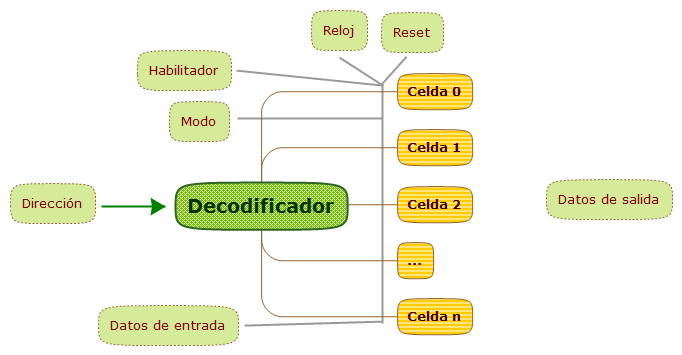 Reloj
Reset
Habilitador
Celda 0
Modo
Celda 1
Dirección
Decodificador
Celda 2
Datos de salida
...
Datos de entrada
Celda n